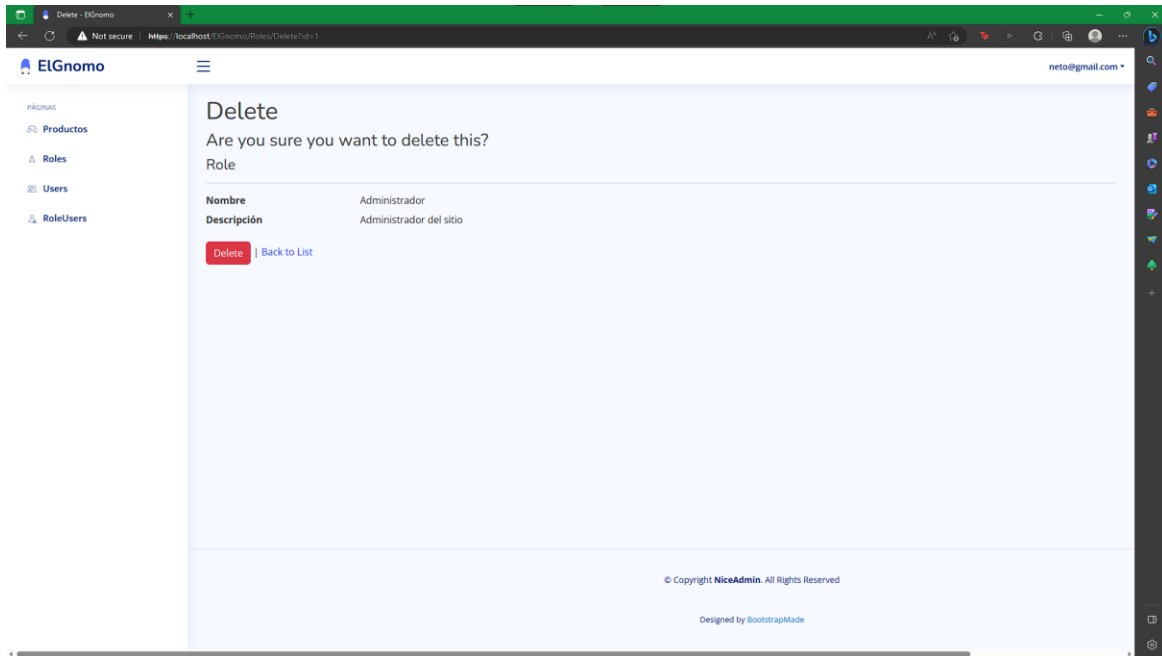 Delete - ElGnomo
Not secure | https://localhost/ElGnomo/Roles/Delete?id=1
ElGnomo
neto@gmail.com
PÁGINAS
Productos
Roles
Users
RoleUsers
Delete
Are you sure you want to delete this?
Role
Nombre Administrador
Descripción Administrador del sitio
Delete | Back to List
© Copyright NiceAdmin. All Rights Reserved
Designed by BootstrapMade